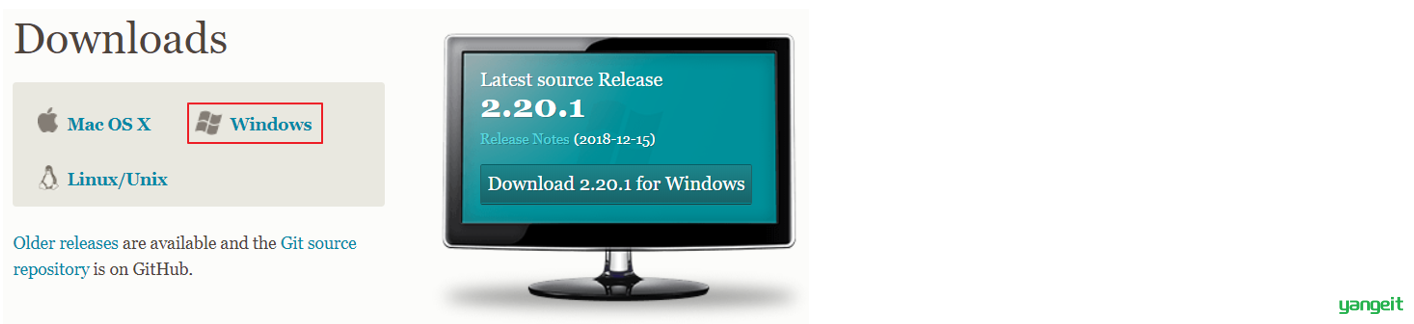 Downloads
Mac OS X
Windows
Linux/Unix
Older releases are available and the Git source
repository is on GitHub.
Latest source Release
2.20.1
Release Notes (2018-12-15)
Download 2.20.1 for Windows
yangeit